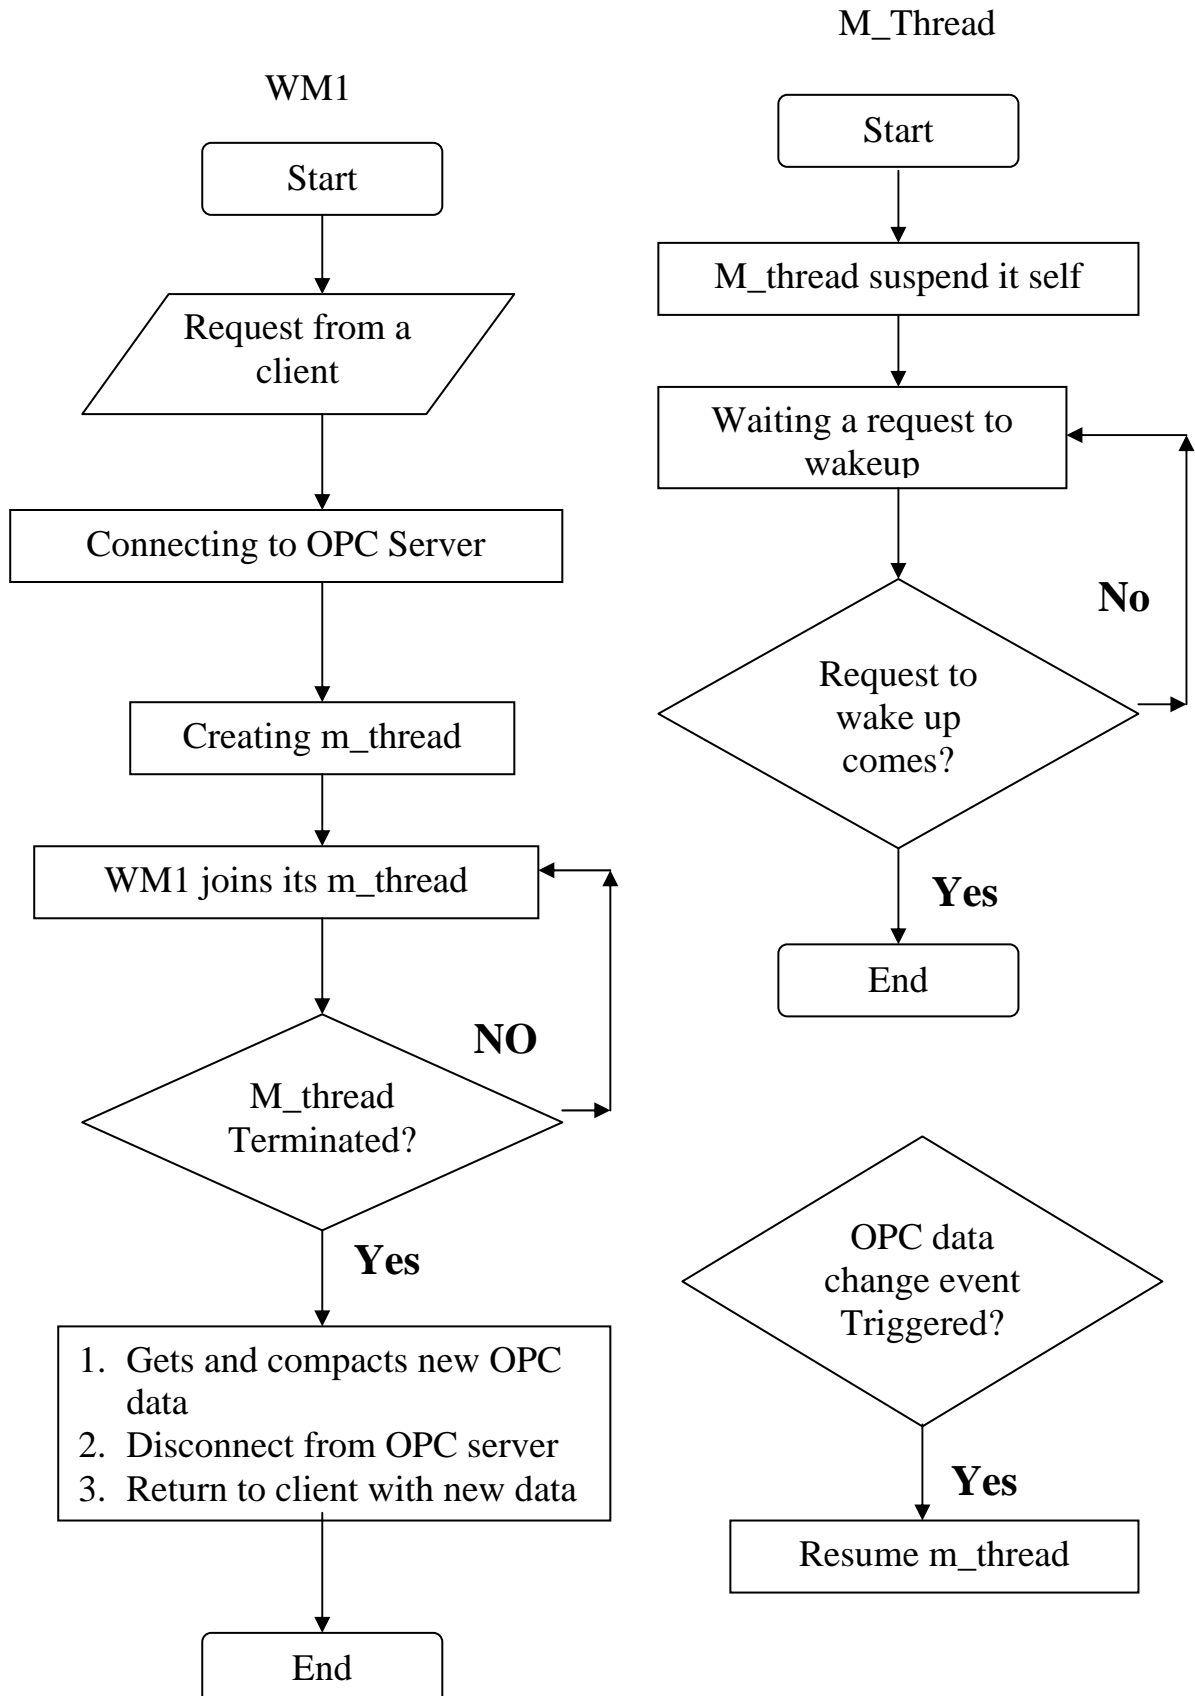 WM1
Start
Request from a
client
Connecting to OPC Server
Creating m_thread
WM1 joins its m_thread
NO
M_thread
Terminated?
Yes
1. Gets and compacts new OPC
data
2. Disconnect from OPC server
3. Return to client with new data
End
M_Thread
Start
M_thread suspend it self
Waiting a request to
wakeup
No
Request to
wake up
comes?
Yes
End
OPC data
change event
Triggered?
Yes
Resume m_thread